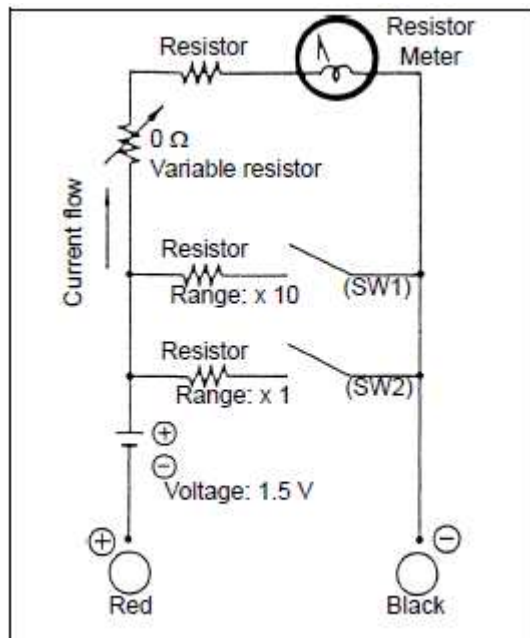 Resistor
Meter
Resistor
0 Ω
Variable resistor
Current flow
Resistor
Range: x 10
(SW1)
Resistor
Range: x 1
(SW2)
+
−
Voltage: 1.5 V
+
−
Red
Black